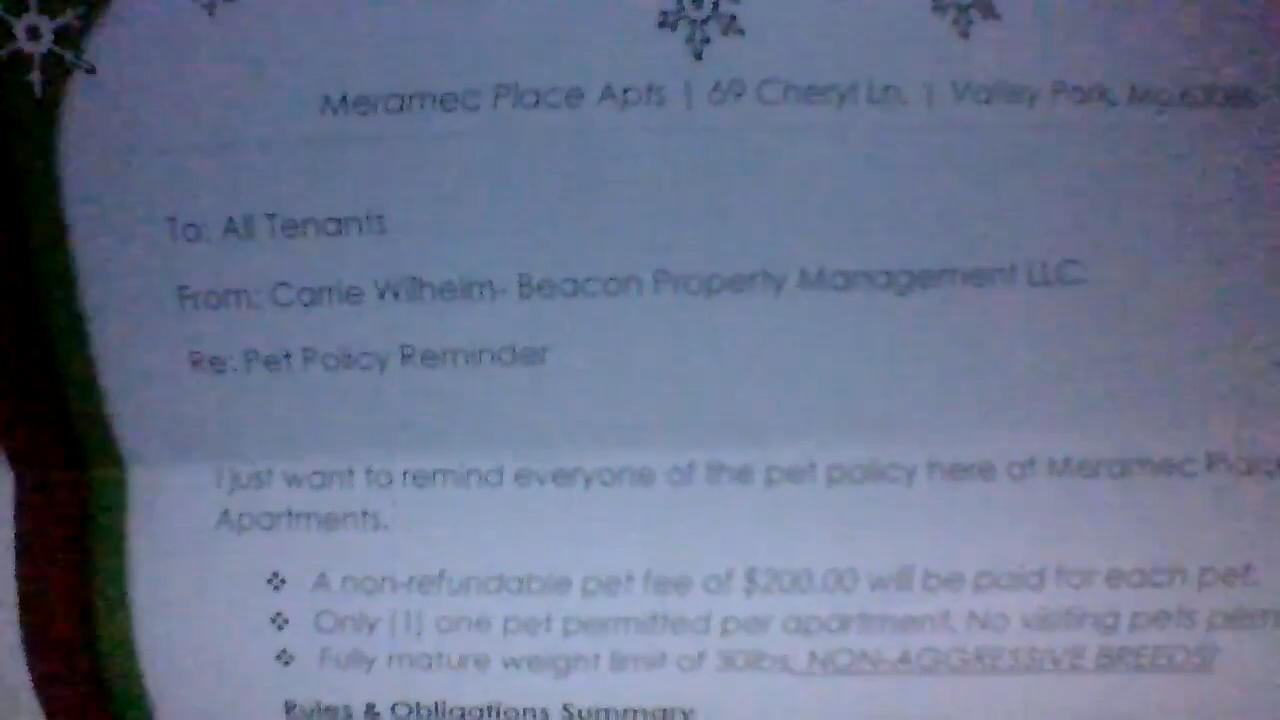 Meramec Place Apts | 69 Cheryl Ln. | Valley Park, Mo.
To: All Tenants
From: Carrie Wilhelm- Beacon Property Management LLC
Re: Pet Policy Reminder
I just want to remind everyone of the pet policy here at Meramec Place
Apartments.
❖ A non-refundable pet fee of $200.00 will be paid for each pet.
❖ Only (1) one pet permitted per apartment. No visiting pets
❖ Fully mature weight limit of 30lbs, NON-AGGRESSIVE BREEDS!
Rules & Obligations Summary